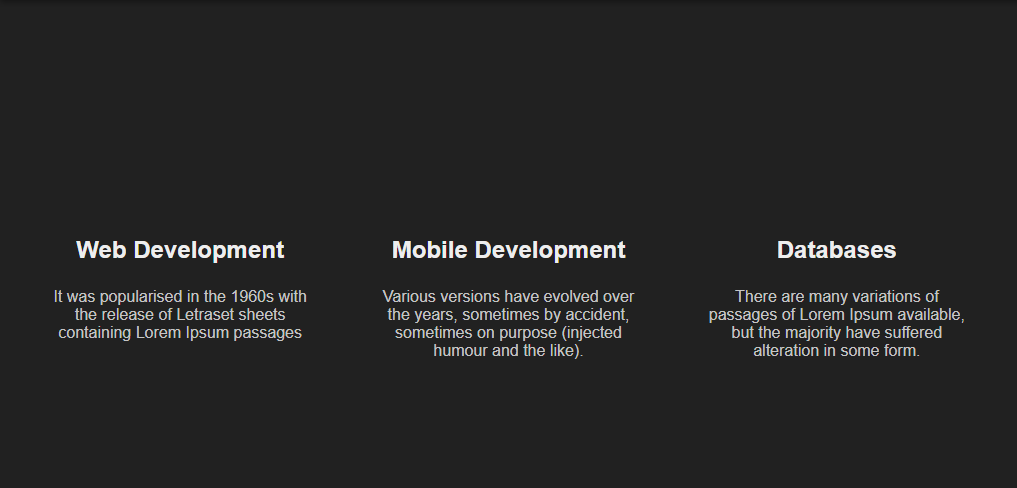 Web Development
It was popularised in the 1960s with
the release of Letraset sheets
containing Lorem Ipsum passages
Mobile Development
Various versions have evolved over
the years, sometimes by accident,
sometimes on purpose (injected
humour and the like).
Databases
There are many variations of
passages of Lorem Ipsum available,
but the majority have suffered
alteration in some form.